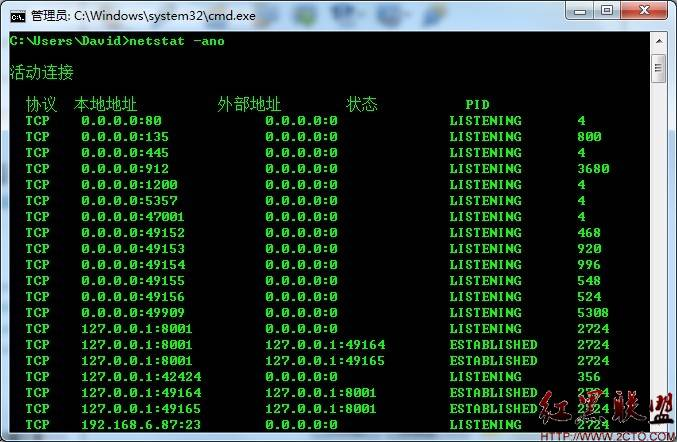 管理员: C:\Windows\system32\cmd.exe
C:\Users\David>netstat -ano
活动连接
协议 本地地址 外部地址 状态 PID
TCP 0.0.0.0:80 0.0.0.0:0 LISTENING 4
TCP 0.0.0.0:135 0.0.0.0:0 LISTENING 800
TCP 0.0.0.0:445 0.0.0.0:0 LISTENING 4
TCP 0.0.0.0:912 0.0.0.0:0 LISTENING 3680
TCP 0.0.0.0:1200 0.0.0.0:0 LISTENING 4
TCP 0.0.0.0:5357 0.0.0.0:0 LISTENING 4
TCP 0.0.0.0:47001 0.0.0.0:0 LISTENING 4
TCP 0.0.0.0:49152 0.0.0.0:0 LISTENING 468
TCP 0.0.0.0:49153 0.0.0.0:0 LISTENING 920
TCP 0.0.0.0:49154 0.0.0.0:0 LISTENING 996
TCP 0.0.0.0:49155 0.0.0.0:0 LISTENING 548
TCP 0.0.0.0:49156 0.0.0.0:0 LISTENING 524
TCP 0.0.0.0:49909 0.0.0.0:0 LISTENING 5308
TCP 127.0.0.1:8001 0.0.0.0:0 LISTENING 2724
TCP 127.0.0.1:8001 127.0.0.1:49164 ESTABLISHED 2724
TCP 127.0.0.1:8001 127.0.0.1:49165 ESTABLISHED 2724
TCP 127.0.0.1:42424 0.0.0.0:0 LISTENING 356
TCP 127.0.0.1:49164 127.0.0.1:8001 ESTABLISHED 2724
TCP 127.0.0.1:49165 127.0.0.1:8001 ESTABLISHED 2724
TCP 192.168.6.87:23 0.0.0.0:0 LISTENING 2724
红黑联盟
HTTP://WWW.2CTO.COM